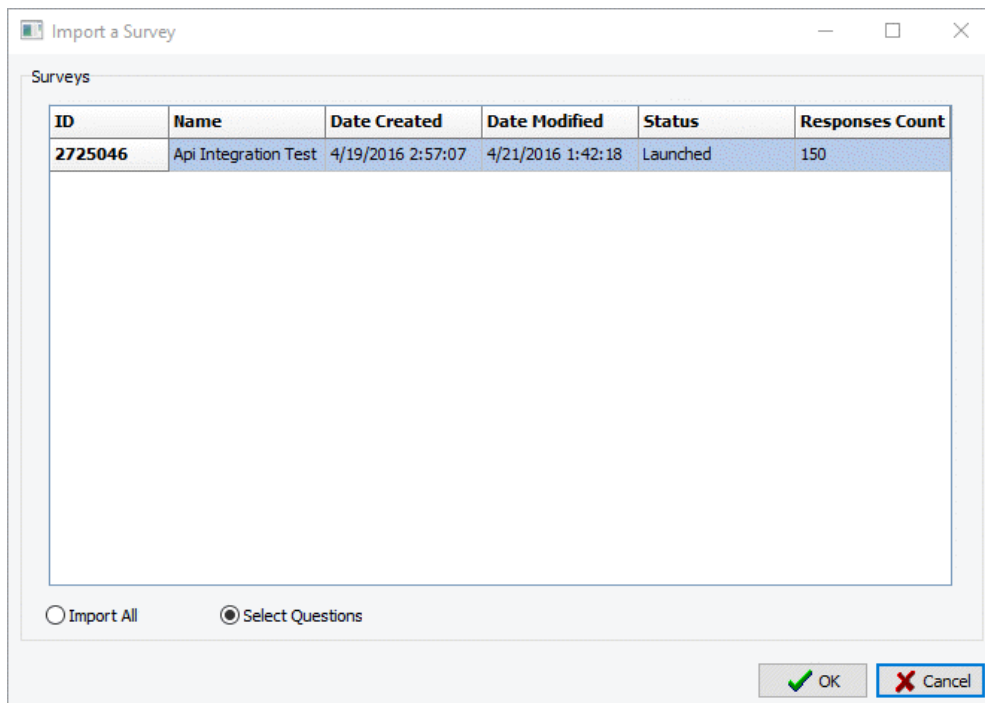 Import a Survey
Surveys
ID Name Date Created Date Modified Status Responses Count
2725046 Api Integration Test 4/19/2016 2:57:07 4/21/2016 1:42:18 Launched 150
Import All Select Questions
OK Cancel